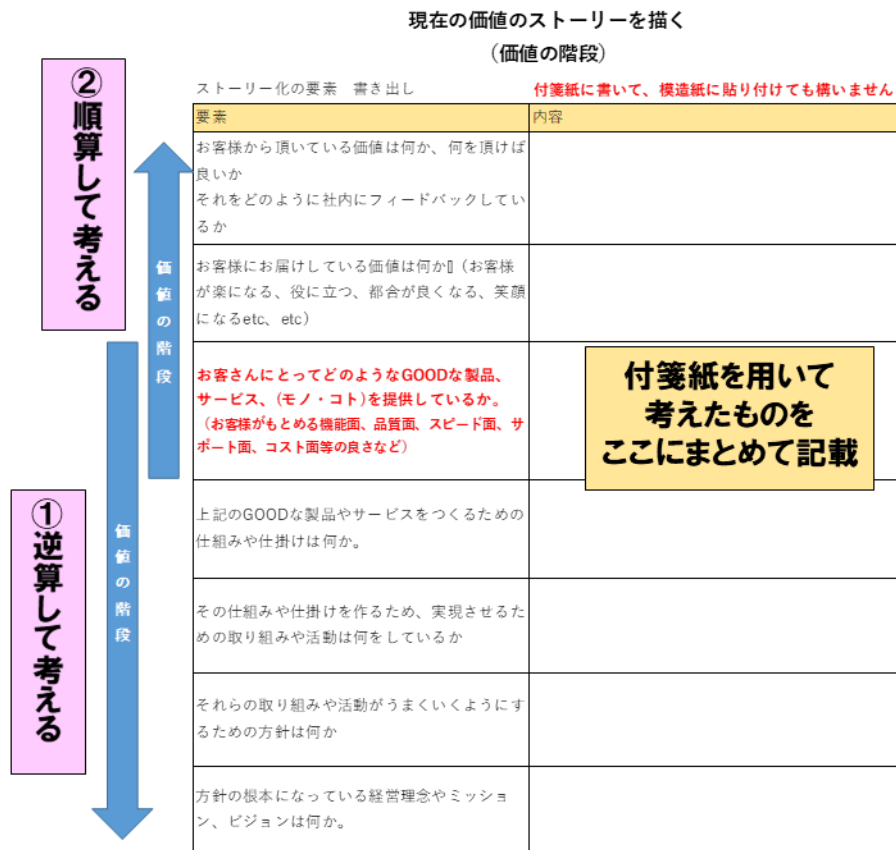 現在の価値のストーリーを描く
（価値の階段）
ストーリー化の要素　書き出し
付箋紙に書いて、模造紙に貼り付けても構いません
要素
内容
②順算して考える
価値の階段
お客様から頂いている価値は何か、何を頂けば
良いか
それをどのように社内にフィードバックしてい
るか
お客様にお届けしている価値は何か▯（お客様
が楽になる、役に立つ、都合が良くなる、笑顔
になるetc、etc）
お客さんにとってどのようなGOODな製品、
サービス、(モノ・コト)を提供しているか。
（お客様がもとめる機能面、品質面、スピード面、サ
ポート面、コスト面等の良さなど）
付箋紙を用いて
考えたものを
ここにまとめて記載
①逆算して考える
価値の階段
上記のGOODな製品やサービスをつくるための
仕組みや仕掛けは何か。
その仕組みや仕掛けを作るため、実現させるた
めの取り組みや活動は何をしているか
それらの取り組みや活動がうまくいくようにす
るための方針は何か
方針の根本になっている経営理念やミッショ
ン、ビジョンは何か。